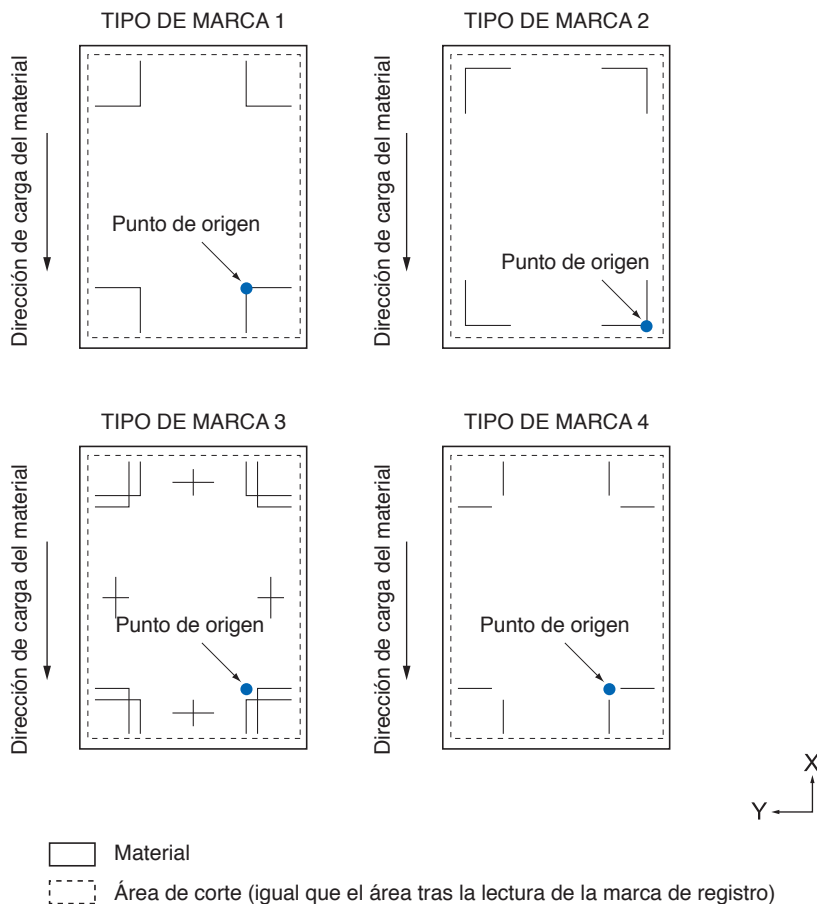 TIPO DE MARCA 1
TIPO DE MARCA 2
Dirección de carga del material
Punto de origen
Dirección de carga del material
Punto de origen
TIPO DE MARCA 3
TIPO DE MARCA 4
Dirección de carga del material
Punto de origen
Dirección de carga del material
Punto de origen
X
Y
Material
Área de corte (igual que el área tras la lectura de la marca de registro)